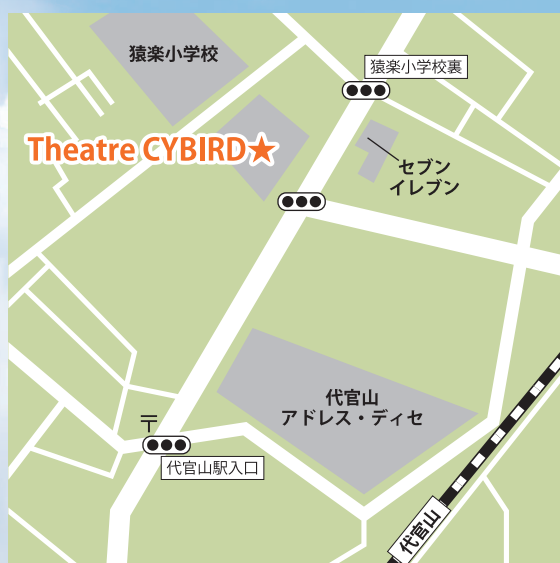 猿楽小学校
猿楽小学校裏
Theatre CYBIRD★
セブン
イレブン
代官山
アドレス・ディセ
〒
代官山駅入口
代官山